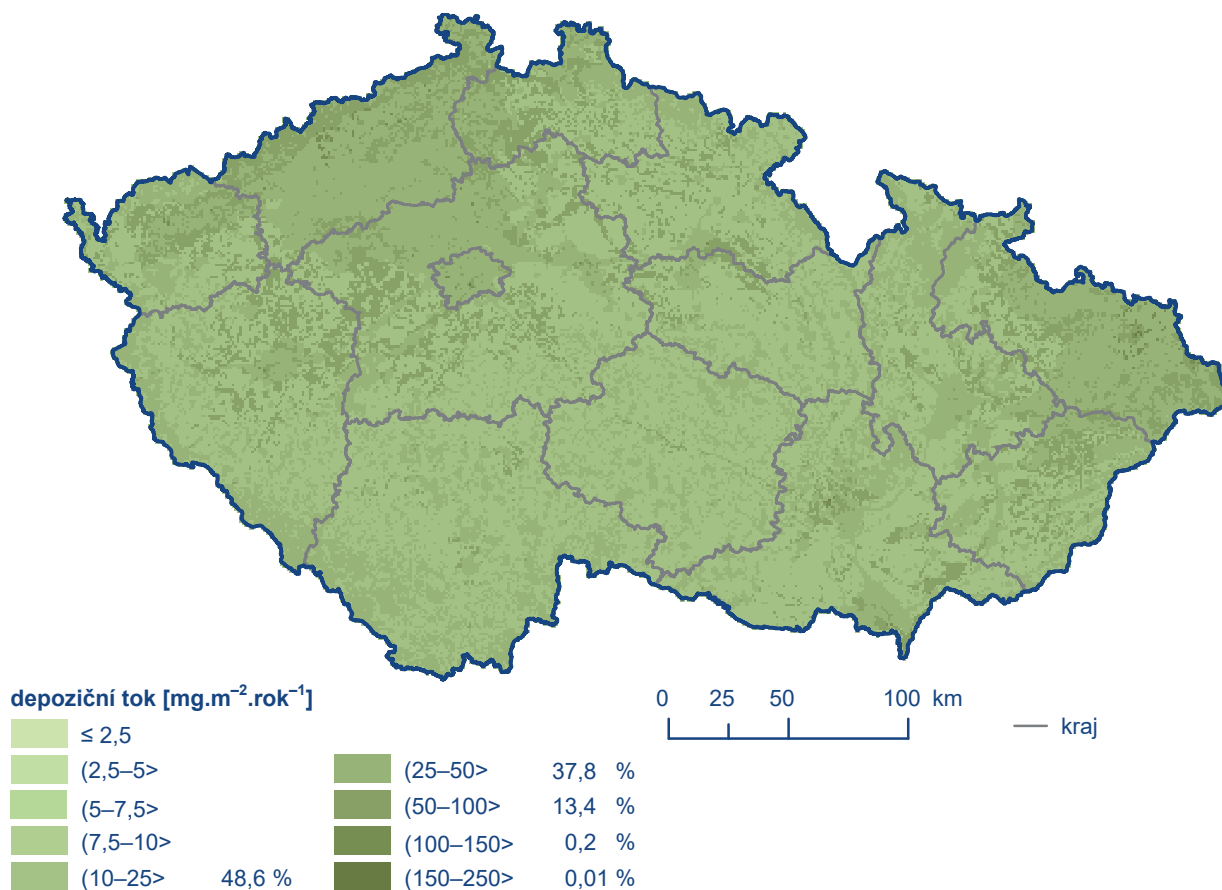 depoziční tok [mg.m⁻².rok⁻¹]
≤ 2,5
(2,5–5>
(5–7,5>
(7,5–10>
(10–25> 48,6 %
(25–50> 37,8 %
(50–100> 13,4 %
(100–150> 0,2 %
(150–250> 0,01 %
0 25 50 100 km
kraj